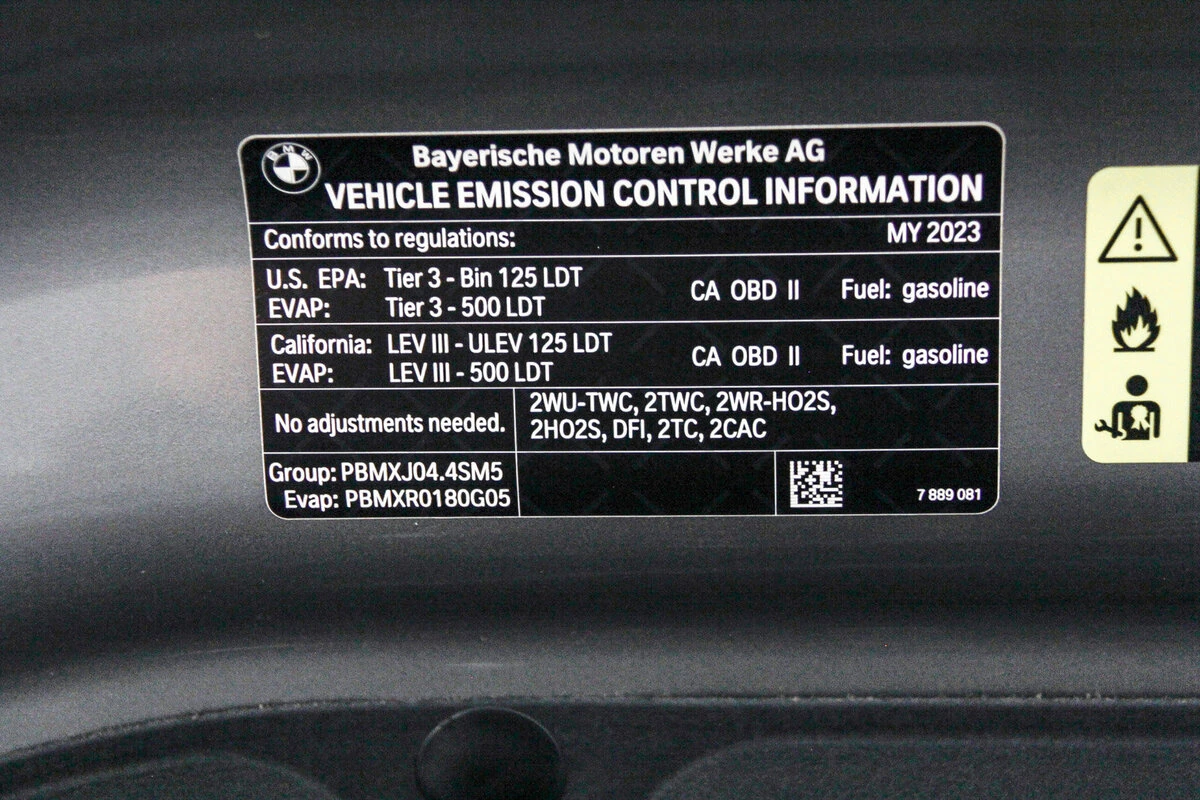 BMW
Bayerische Motoren Werke AG
VEHICLE EMISSION CONTROL INFORMATION
Conforms to regulations: MY 2023
U.S. EPA: Tier 3 - Bin 125 LDT
EVAP: Tier 3 - 500 LDT
CA OBD II Fuel: gasoline
California: LEV III - ULEV 125 LDT
EVAP: LEV III - 500 LDT
CA OBD II Fuel: gasoline
No adjustments needed.
2WU-TWC, 2TWC, 2WR-HO2S,
2HO2S, DFI, 2TC, 2CAC
Group: PBMXJ04.4SM5
Evap: PBMXR0180G05
7 889 081